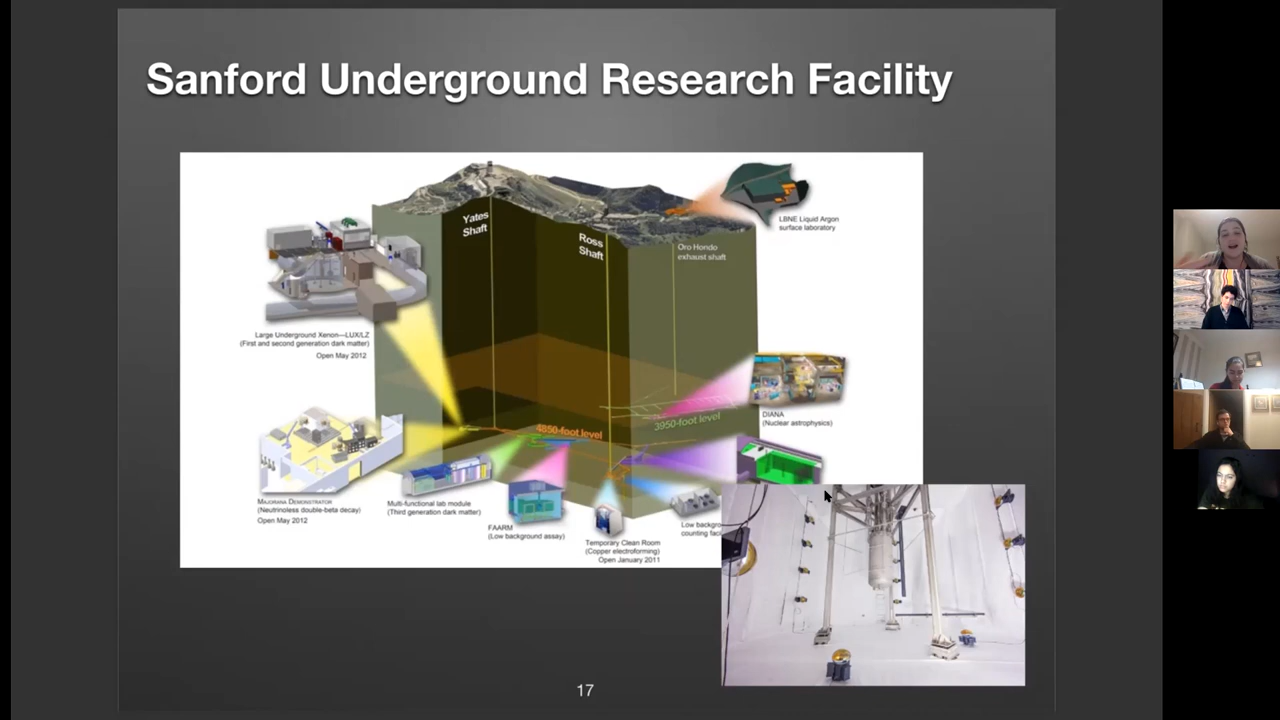 Sanford Underground Research Facility
Yates
Shaft
Ross
Shaft
Oro Hondo
exhaust shaft
LBNE Liquid Argon
surface laboratory
Large Underground Xenon—LUX/LZ
(First and second generation dark matter)
Open May 2012
4850-foot level
3950-foot level
DIANA
(Nuclear astrophysics)
MAJORANA DEMONSTRATOR
(Neutrinoless double-beta decay)
Open May 2012
Multi-functional lab module
(Third generation dark matter)
FAARM
(Low background assay)
Temporary Clean Room
(Copper electroforming)
Open January 2011
Low backgro
counting faci
17